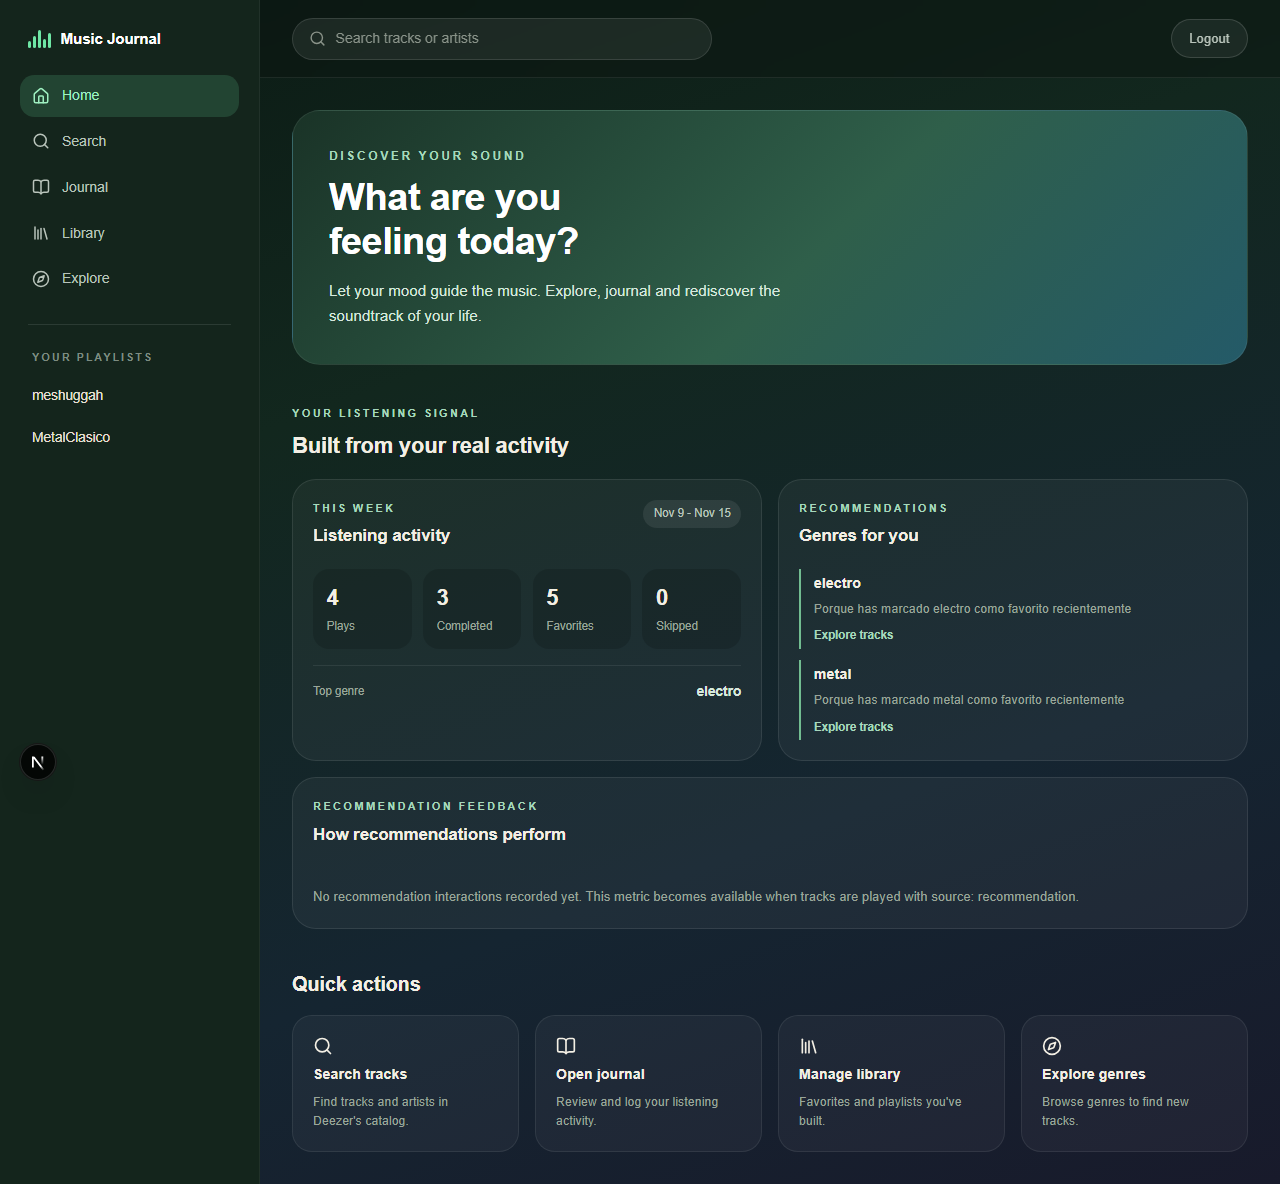 Music Journal
Home
Search
Journal
Library
Explore
YOUR PLAYLISTS
meshuggah
MetalClasico
N
Search tracks or artists
Logout
DISCOVER YOUR SOUND
What are you
feeling today?
Let your mood guide the music. Explore, journal and rediscover the
soundtrack of your life.
YOUR LISTENING SIGNAL
Built from your real activity
THIS WEEK
Listening activity
Nov 9 - Nov 15
4
Plays
3
Completed
5
Favorites
0
Skipped
Top genre
electro
RECOMMENDATIONS
Genres for you
electro
Porque has marcado electro como favorito recientemente
Explore tracks
metal
Porque has marcado metal como favorito recientemente
Explore tracks
RECOMMENDATION FEEDBACK
How recommendations perform
No recommendation interactions recorded yet. This metric becomes available when tracks are played with source: recommendation.
Quick actions
Search tracks
Find tracks and artists in
Deezer's catalog.
Open journal
Review and log your listening
activity.
Manage library
Favorites and playlists you've
built.
Explore genres
Browse genres to find new
tracks.